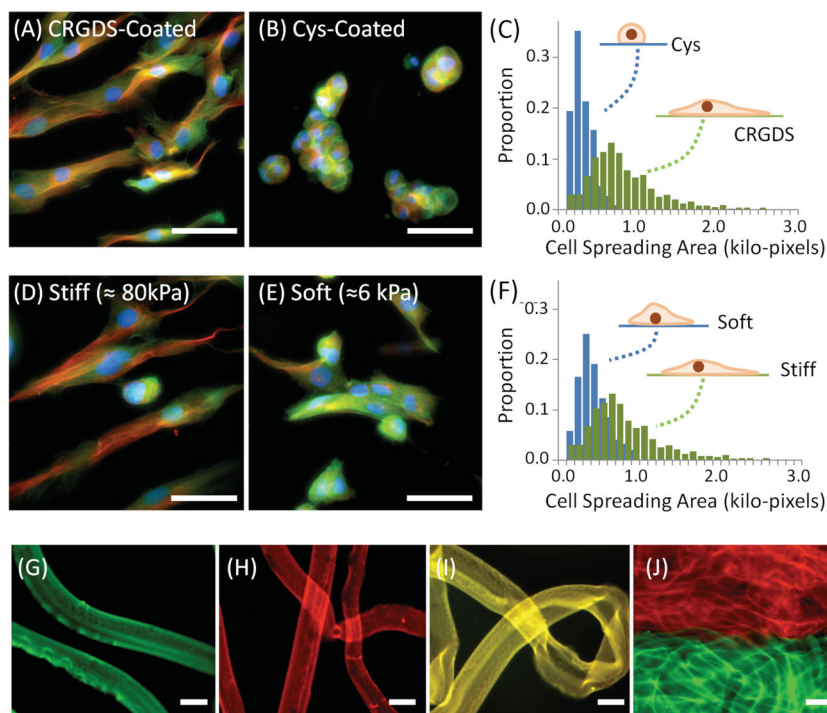 (A) CRGDS-Coated
(B) Cys-Coated
(C)
0.3
0.2
0.1
0.0
Proportion
Cys
CRGDS
0.0 1.0 2.0 3.0
Cell Spreading Area (kilo-pixels)
(D) Stiff (≈ 80kPa)
(E) Soft (≈6 kPa)
(F)
0.3
0.2
0.1
0.0
Proportion
Soft
Stiff
0.0 1.0 2.0 3.0
Cell Spreading Area (kilo-pixels)
(G)
(H)
(I)
(J)